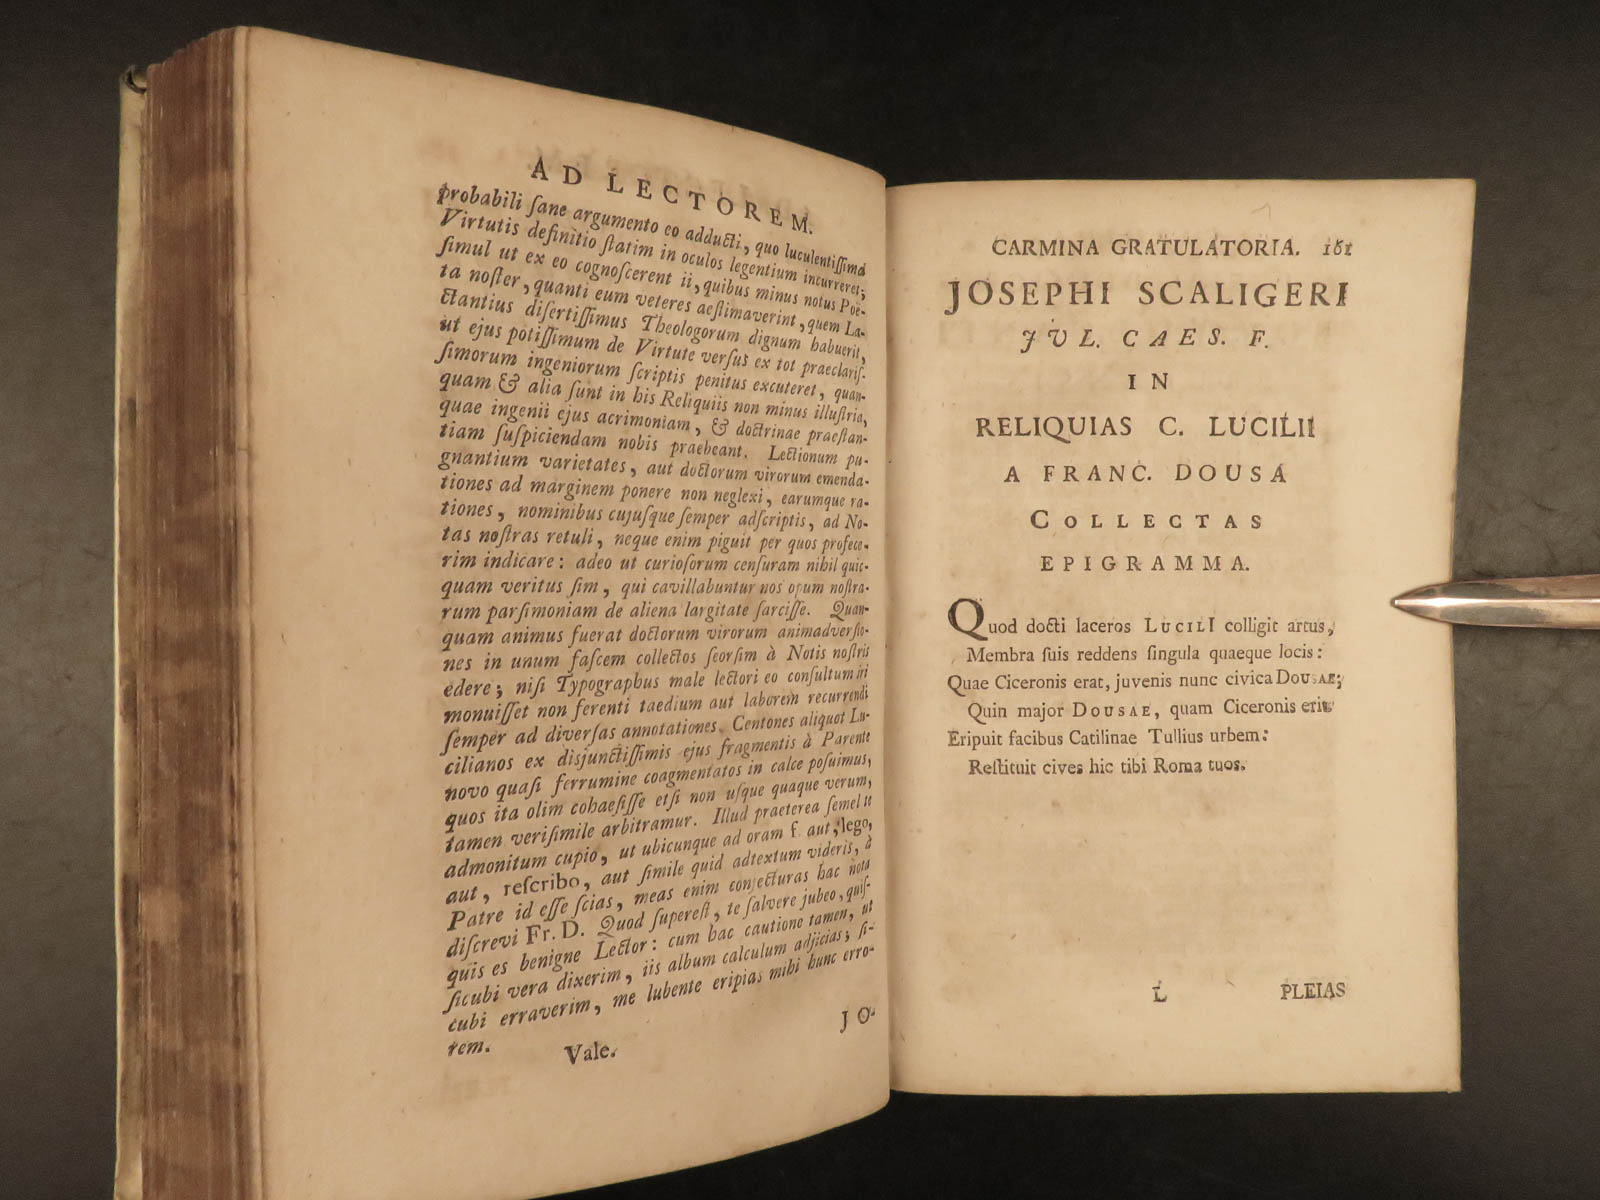 AD LECTOREM.
probabili ſane argumento eo adducti, quo luculentiſſima
Virtutis definitio ſtatim in oculos legentium incurreret;
ſimul ut ex eo cognoſcerent ii, quibus minus notus Poë-
ta noſter, quanti eum veteres aeſtimaverint, quem La-
ctantius diſertiſſimus Theologorum dignum habuerit,
ut ejus potiſſimum de Virtute verſus ex tot praeclariſ-
ſimorum ingeniorum ſcriptis penitus excuteret, quan-
quam & alia ſunt in his Reliquiis non minus illuſtria,
quae ingenii ejus acrimoniam, & doctrinae praeſtan-
tiam ſuſpiciendam nobis praebeant. Lectionum pu-
gnantium varietates, aut doctorum virorum emenda-
tiones ad marginem ponere non neglexi, earumque ra-
tiones, nominibus cujuſque ſemper adſcriptis, ad No-
tas noſtras retuli, neque enim piguit per quos profece-
rim indicare: adeo ut curioſorum cenſuram nihil quic-
quam veritus ſim, qui cavillabuntur nos opum noſtra-
rum parſimoniam de aliena largitate ſarciſſe. Quan-
quam animus fuerat doctorum virorum animadverſio-
nes in unum faſcem collectos ſeorſim à Notis noſtris
edere; niſi Typographus male lectori eo conſultum iri
monuiſſet non ferenti taedium aut laborem recurrendi
ſemper ad diverſas annotationes. Centones aliquot Lu-
cilianos ex disjunctiſſimis ejus fragmentis à Parente
novo quaſi ferrumine coagmentatos in calce poſuimus,
quos ita olim cohaeſiſſe etſi non uſque quaque verum,
tamen veriſimile arbitramur. Illud praeterea ſemel te
admonitum cupio, ut ubicunque ad oram f. aut, lego,
aut, reſcribo, aut ſimile quid adtextum videris, à
Patre id eſſe ſcias, meas enim conjecturas hac nota
diſcrevi Fr. D. Quod ſupereſt, te ſalvere jubeo, quiſ-
quis es benigne Lector: cum hac cautione tamen, ut
ſicubi vera dixerim, iis album calculum adjicias; ſi-
cubi erraverim, me lubente eripias mihi hunc erro-
rem.
Vale.
JO-
CARMINA GRATULATORIA. 161
JOSEPHI SCALIGERI
JUL. CAES. F.
IN
RELIQUIAS C. LUCILII
A FRANC. DOUSA
COLLECTAS
EPIGRAMMA.
Quod docti laceros LUCILI colligit artus,
Membra ſuis reddens ſingula quaeque locis:
Quae Ciceronis erat, juvenis nunc civica DOUSAE;
Quin major DOUSAE, quam Ciceronis erit.
Eripuit facibus Catilinae Tullius urbem:
Reſtituit cives hic tibi Roma tuos.
L
PLEIAS